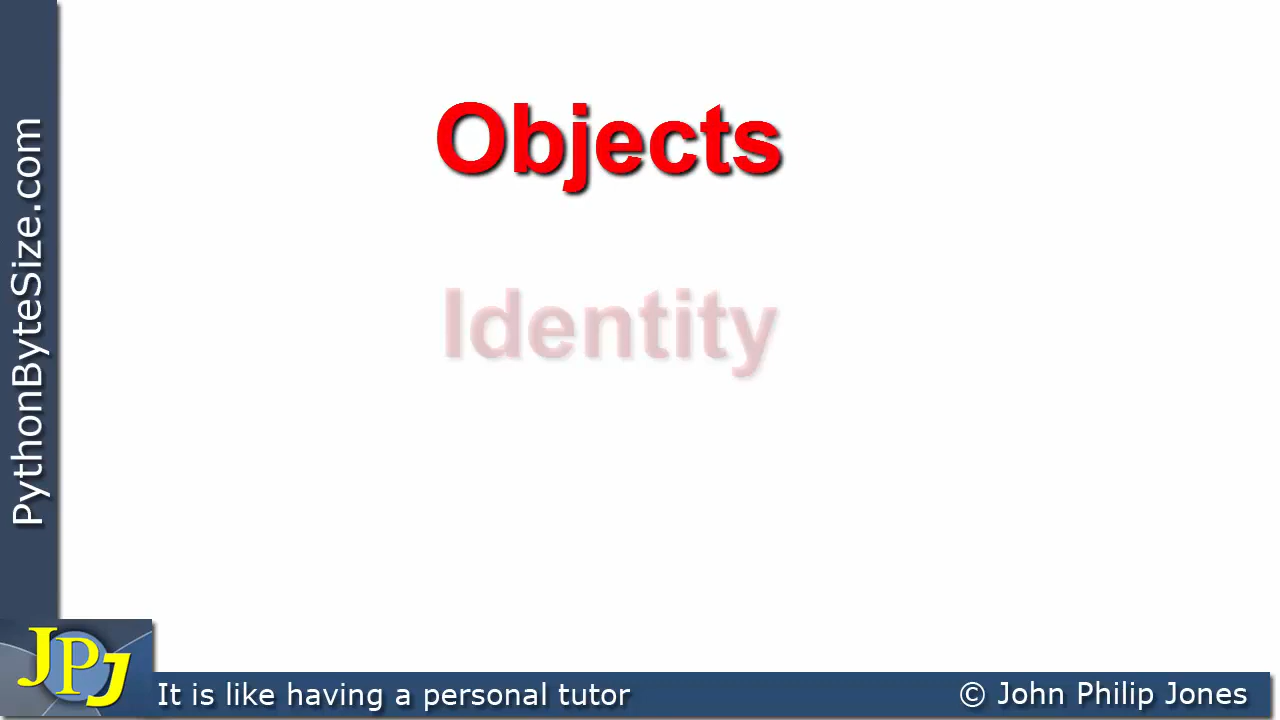 Objects
Identity
PythonByteSize.com
JPJ
It is like having a personal tutor
© John Philip Jones